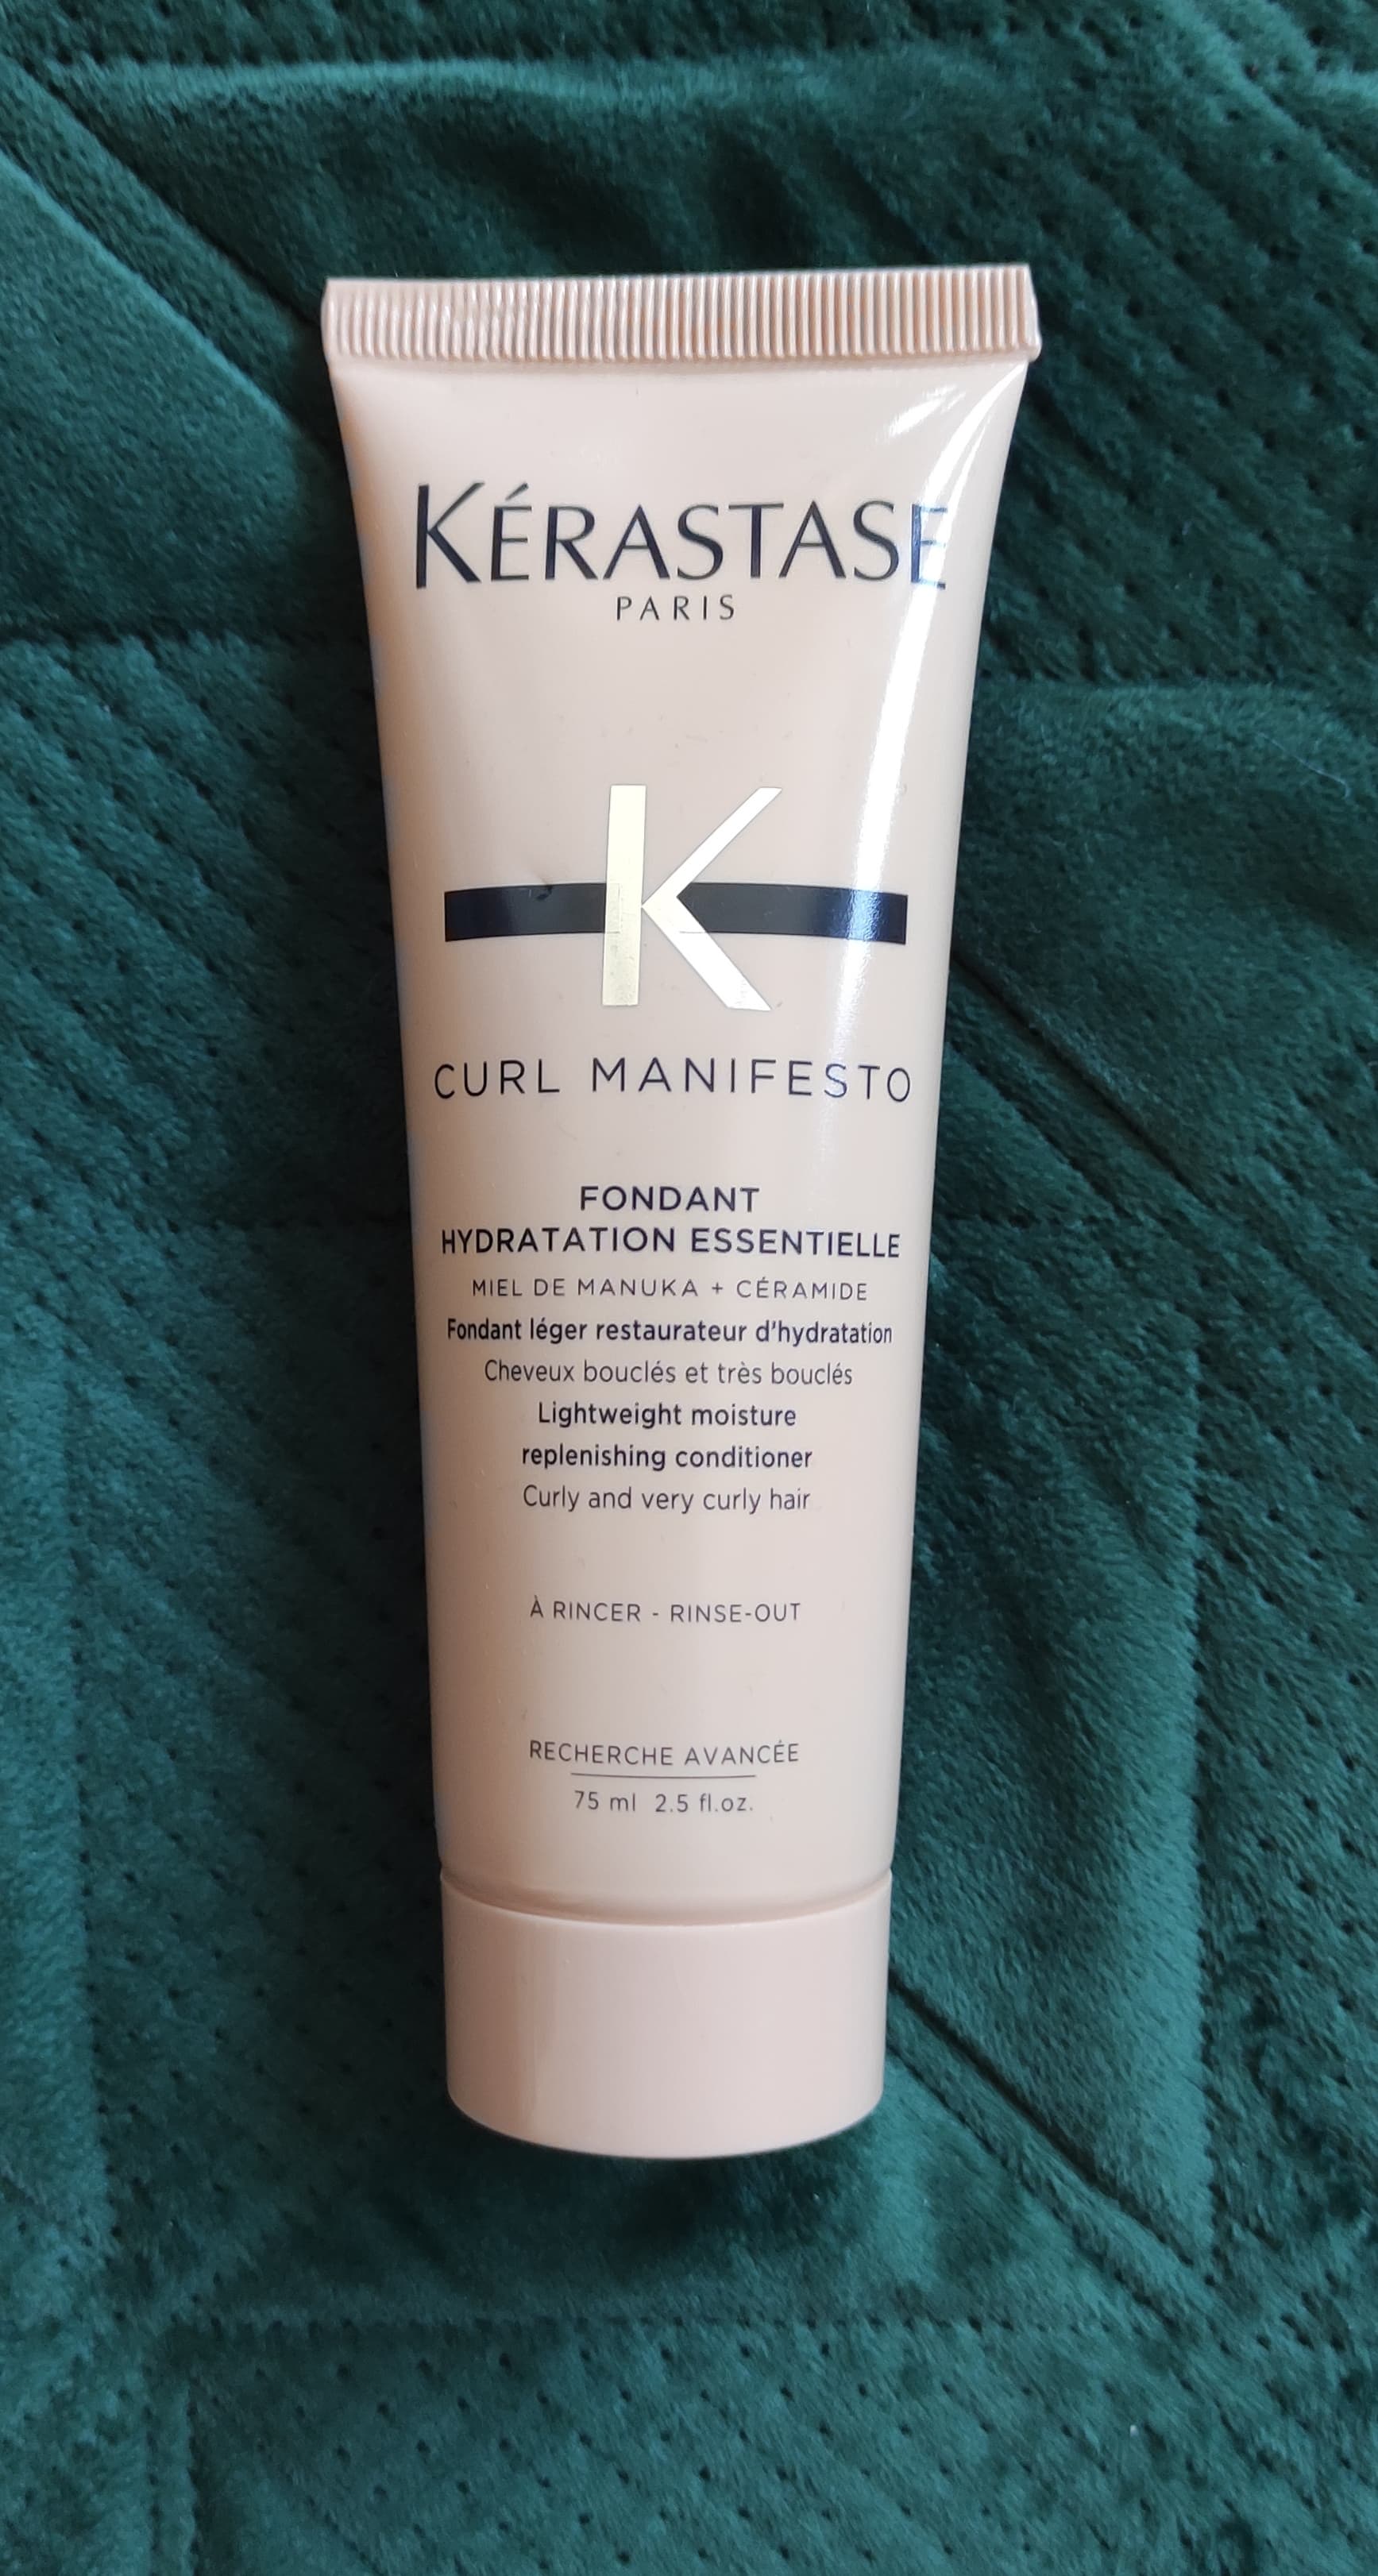 KÉRASTASE
PARIS
K
CURL MANIFESTO
FONDANT
HYDRATATION ESSENTIELLE
MIEL DE MANUKA + CÉRAMIDE
Fondant léger restaurateur d'hydratation
Cheveux bouclés et très bouclés
Lightweight moisture
replenishing conditioner
Curly and very curly hair
À RINCER - RINSE-OUT
RECHERCHE AVANCÉE
75 ml 2.5 fl.oz.